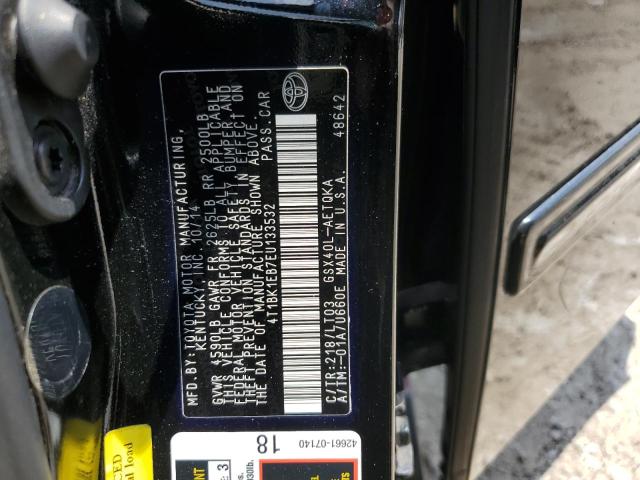 MFD.BY:TOYOTA MOTOR MANUFACTURING,
KENTUCKY, INC. 10/14
GVWR 4590LB GAWR FR 2625LB RR 2500LB
THIS VEHICLE CONFORMS TO ALL APPLICABLE
FEDERAL MOTOR VEHICLE SAFETY, BUMPER AND
THEFT PREVENTION STANDARDS IN EFFECT ON
THE DATE OF MANUFACTURE SHOWN ABOVE.
4T1BK1EB7EU133532 PASS.CAR
C/TR:218/LT03 GSX40L-AETQKA 48642
A/TM:-01A/U660E MADE IN U.S.A.
42661-07140
18
3